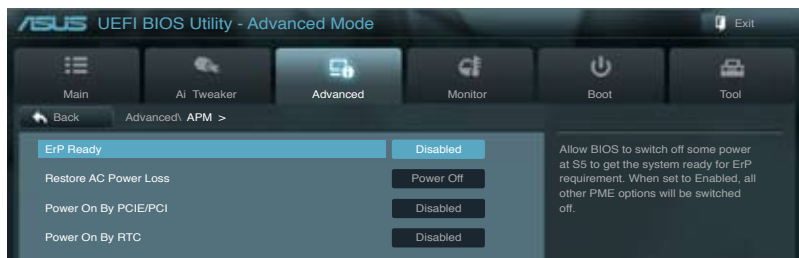 ASUS UEFI BIOS Utility - Advanced Mode
Exit
Main
Ai Tweaker
Advanced
Monitor
Boot
Tool
Back
Advanced\ APM >
ErP Ready Disabled
Restore AC Power Loss Power Off
Power On By PCIE/PCI Disabled
Power On By RTC Disabled
Allow BIOS to switch off some power
at S5 to get the system ready for ErP
requirement. When set to Enabled, all
other PME options will be switched
off.